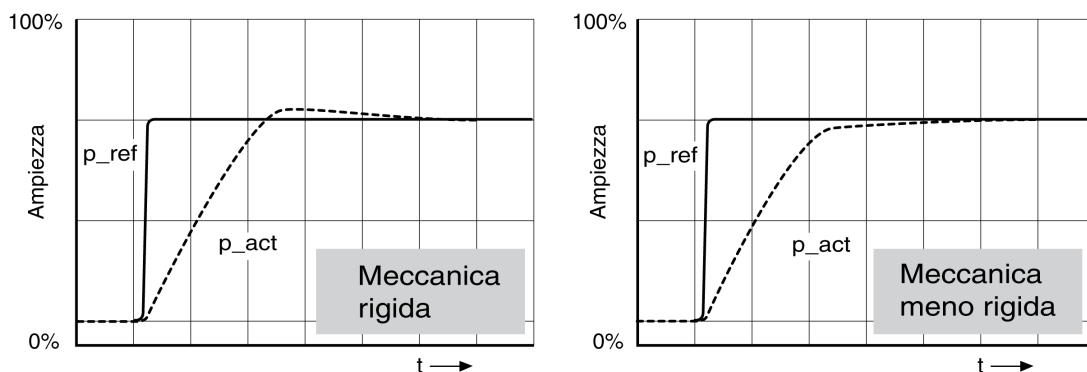 100%
Ampiezza
p_ref
p_act
Meccanica
rigida
0%
t
100%
Ampiezza
p_ref
p_act
Meccanica
meno rigida
0%
t